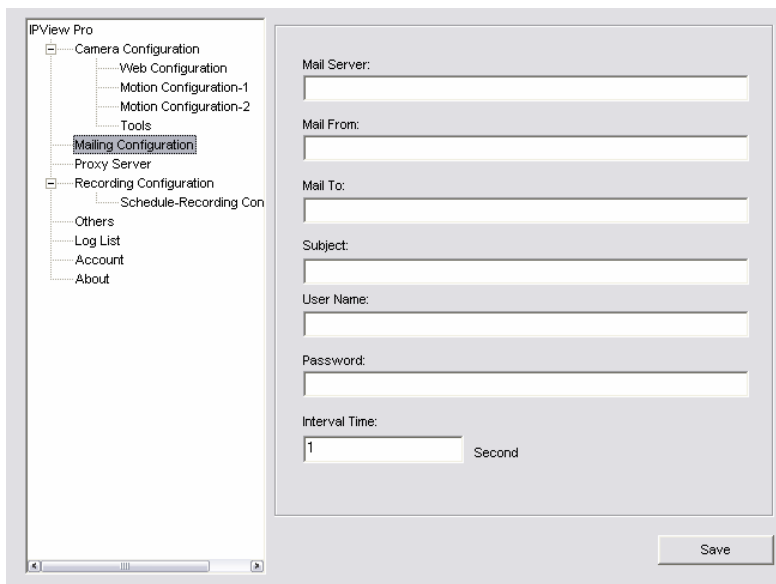 IPView Pro
Camera Configuration
Web Configuration
Motion Configuration-1
Motion Configuration-2
Tools
Mailing Configuration
Proxy Server
Recording Configuration
Schedule-Recording Con
Others
Log List
Account
About
Mail Server:
Mail From:
Mail To:
Subject:
User Name:
Password:
Interval Time:
1 Second
Save